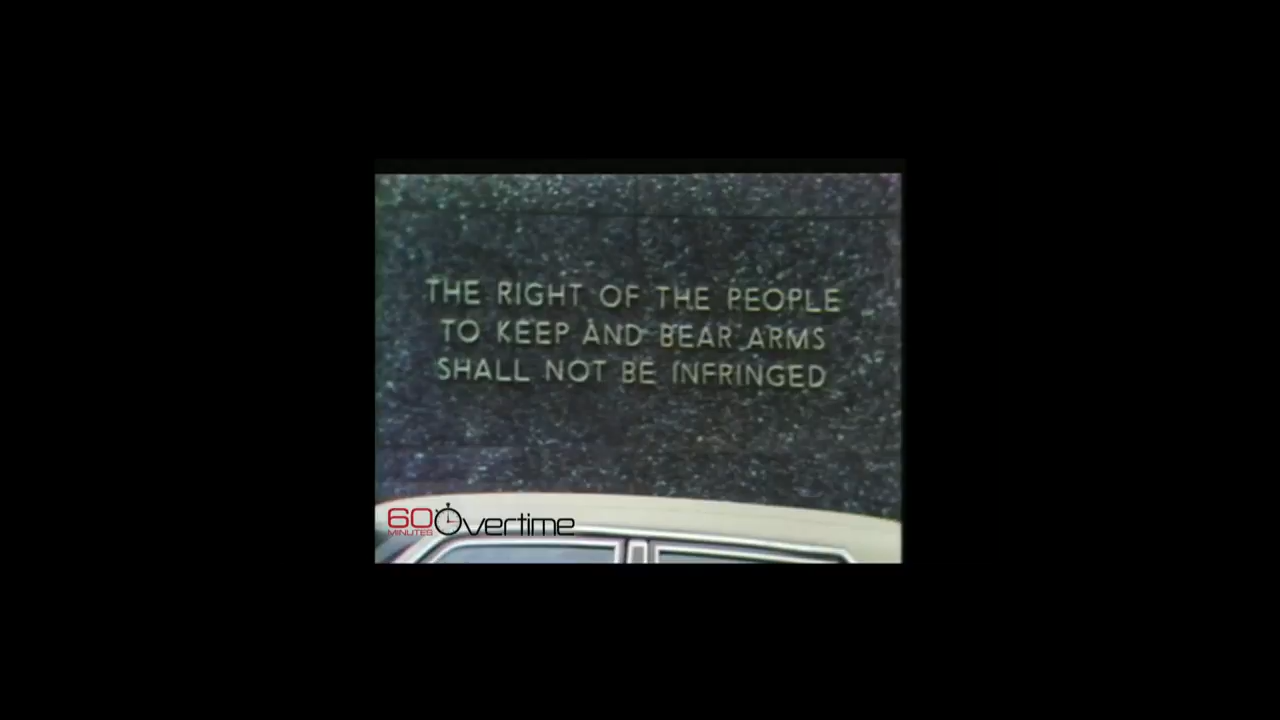 THE RIGHT OF THE PEOPLE
TO KEEP AND BEAR ARMS
SHALL NOT BE INFRINGED
60 Overtime
MINUTES